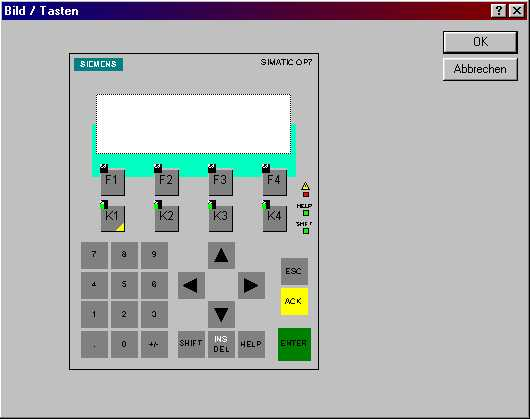 Bild / Tasten
OK
Abbrechen
SIEMENS
SIMATIC OP7
F1 F2 F3 F4
K1 K2 K3 K4
HELP
SHIFT
7 8 9
4 5 6
1 2 3
. 0 +/-
ESC
ACK
SHIFT INS DEL HELP ENTER